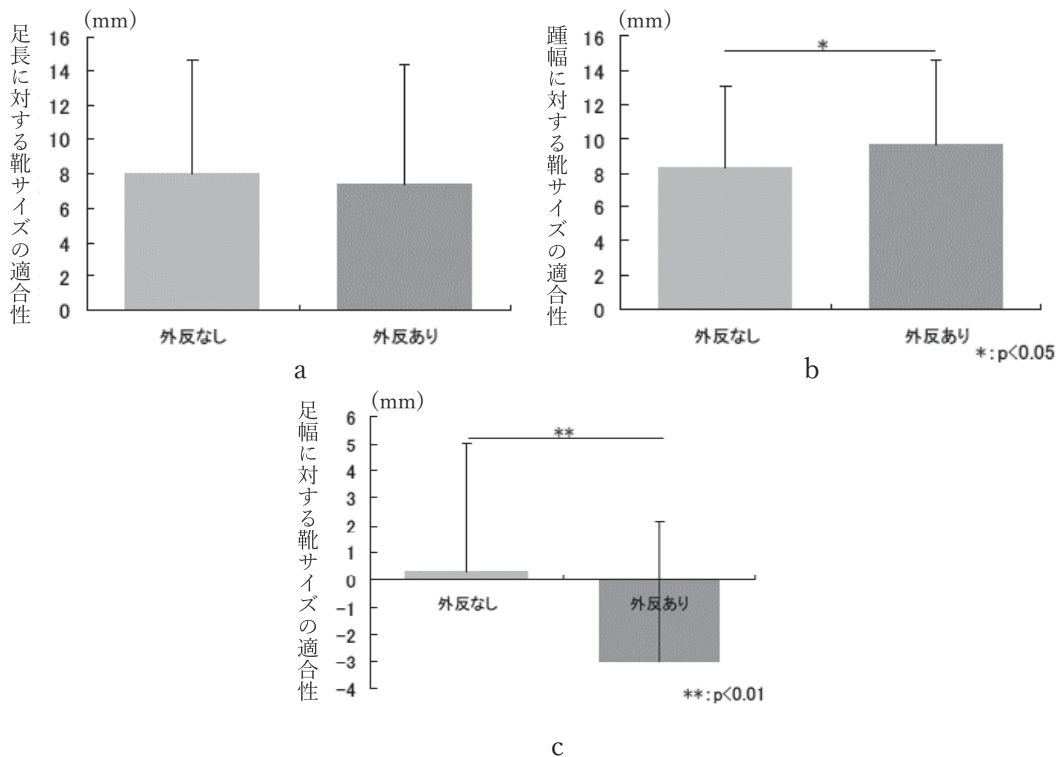 (mm)
足長に対する靴サイズの適合性
16
14
12
10
8
6
4
2
0
外反なし
外反あり
a
(mm)
踵幅に対する靴サイズの適合性
16
14
12
10
8
6
4
2
0
*
外反なし
外反あり
*:p<0.05
b
(mm)
足幅に対する靴サイズの適合性
6
5
4
3
2
1
0
-1
-2
-3
-4
**
外反なし
外反あり
**:p<0.01
c